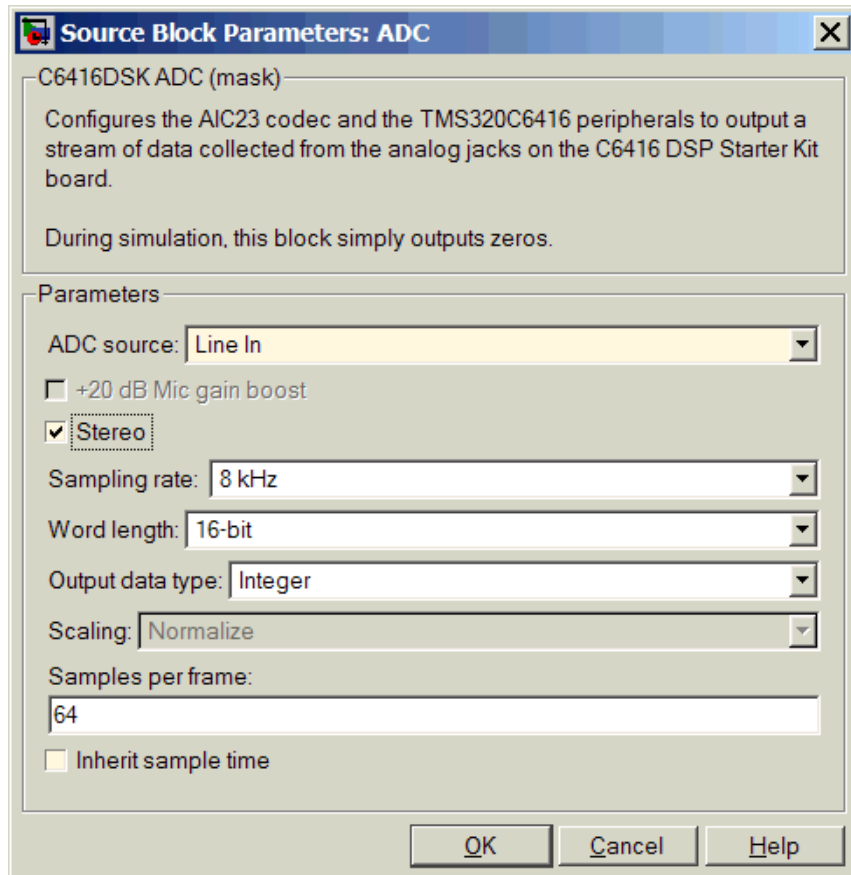 Source Block Parameters: ADC
C6416DSK ADC (mask)
Configures the AIC23 codec and the TMS320C6416 peripherals to output a
stream of data collected from the analog jacks on the C6416 DSP Starter Kit
board.
During simulation, this block simply outputs zeros.
Parameters
ADC source: Line In
+20 dB Mic gain boost
Stereo
Sampling rate: 8 kHz
Word length: 16-bit
Output data type: Integer
Scaling: Normalize
Samples per frame:
64
Inherit sample time
OK Cancel Help